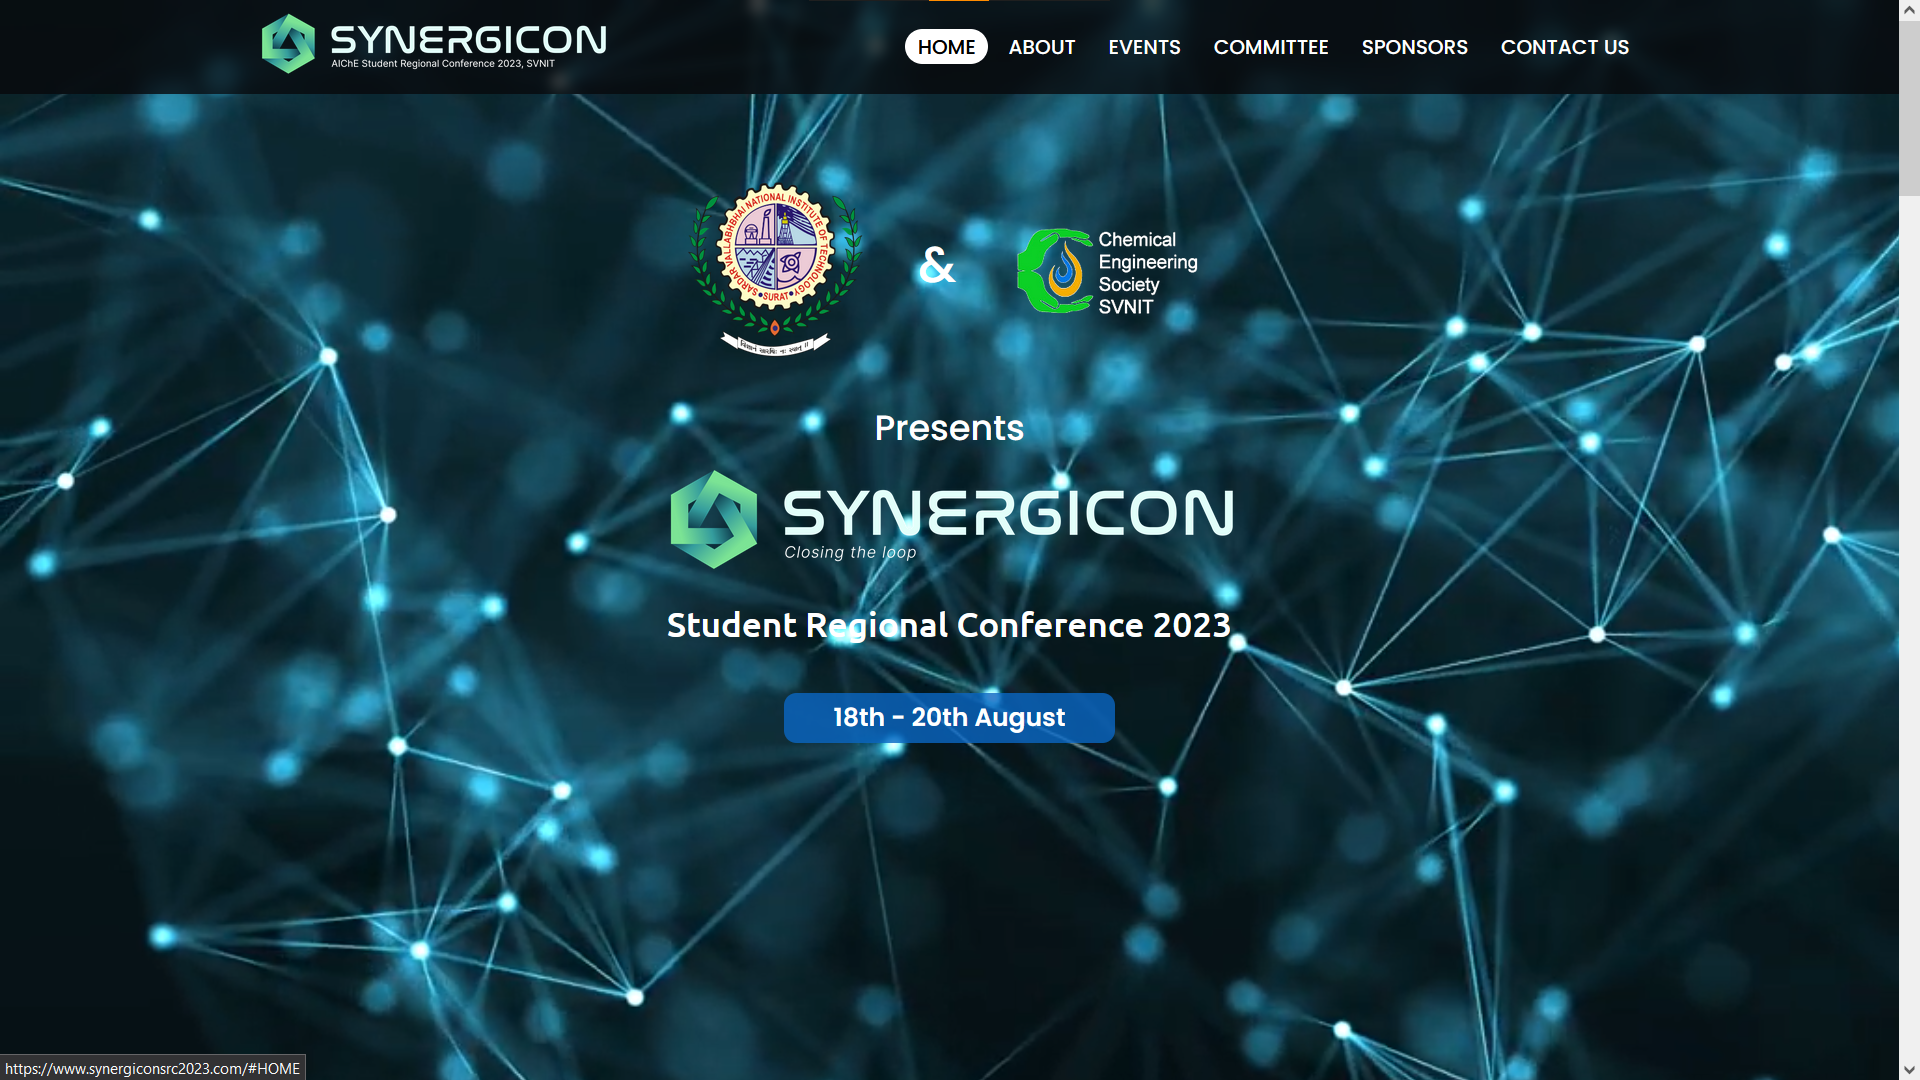 SYNERGICON
AIChE Student Regional Conference 2023, SVNIT
HOME
ABOUT
EVENTS
COMMITTEE
SPONSORS
CONTACT US
SARDAR VALLABHBHAI NATIONAL INSTITUTE OF TECHNOLOGY
• SURAT •
&
Chemical
Engineering
Society
SVNIT
Presents
SYNERGICON
Closing the loop
Student Regional Conference 2023
18th - 20th August
https://www.synergiconsrc2023.com/#HOME